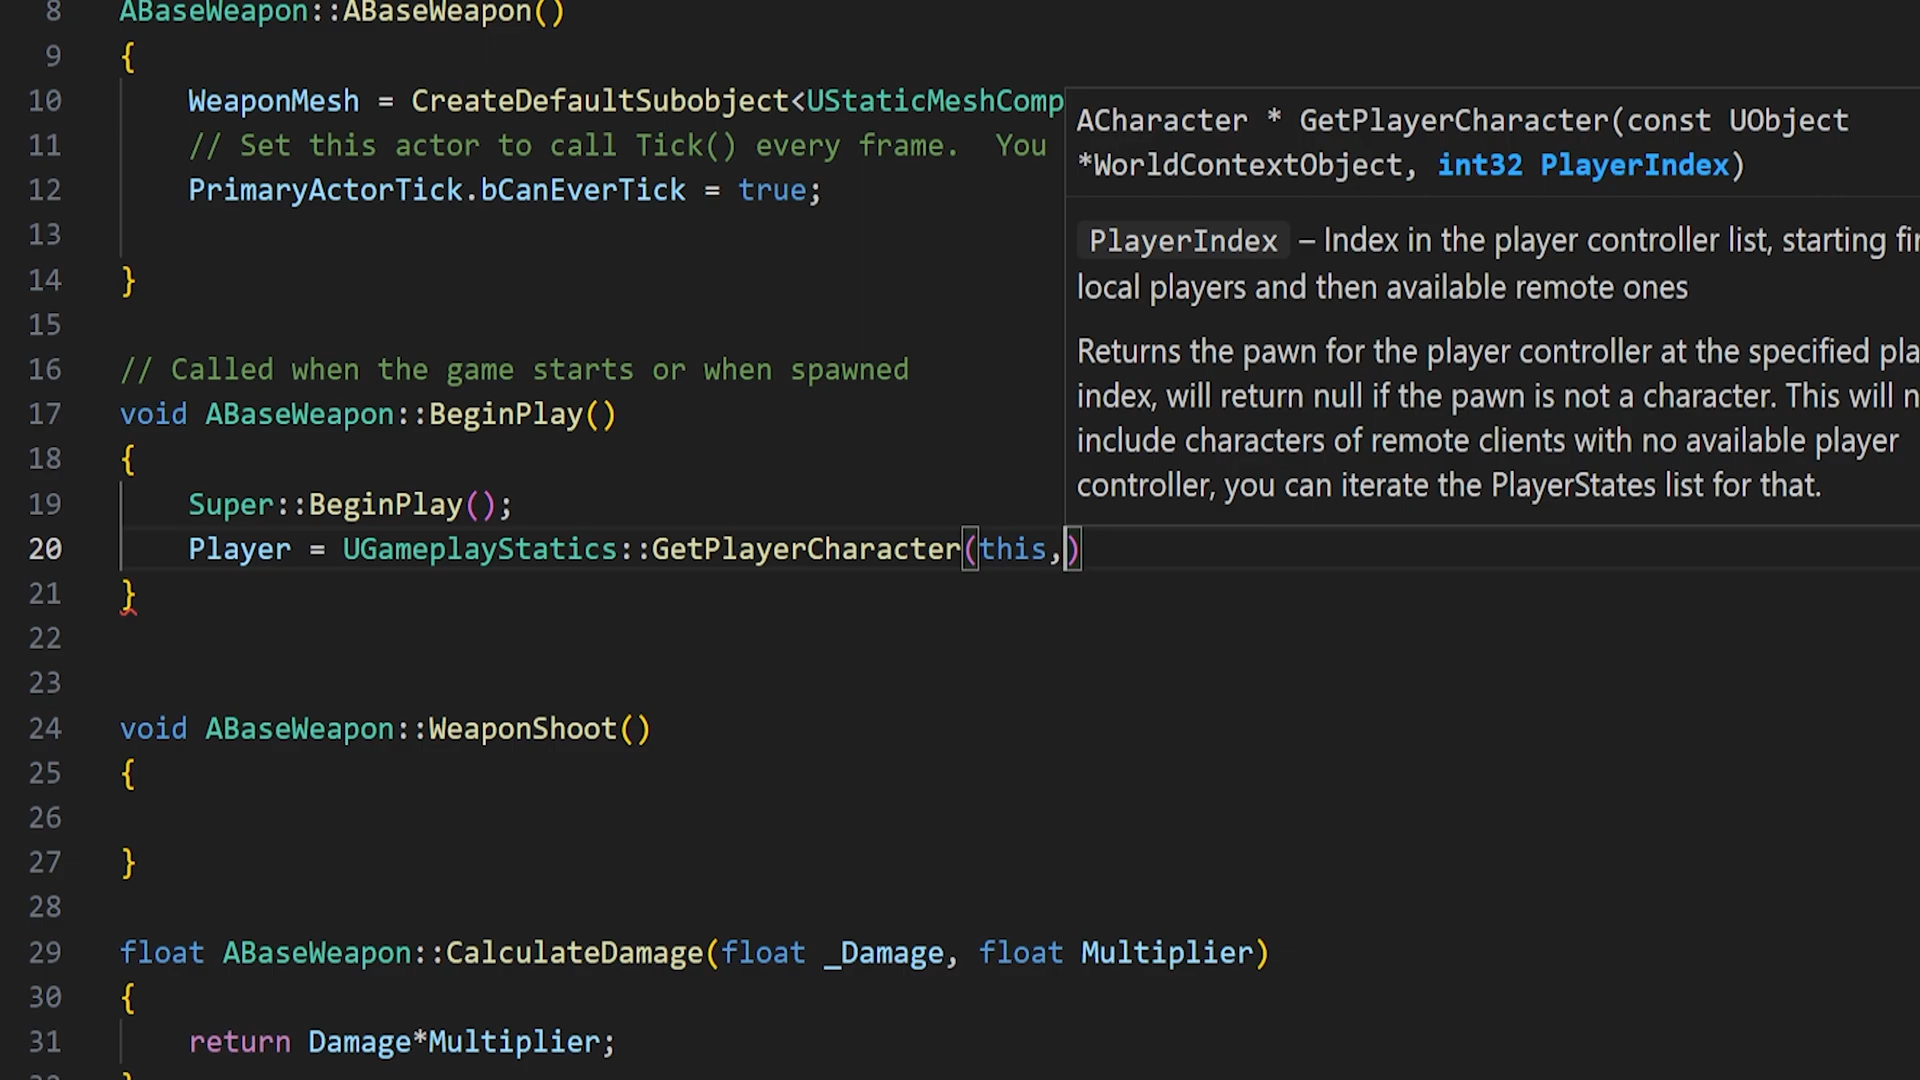 8 ABaseWeapon::ABaseWeapon()
9 {
10 WeaponMesh = CreateDefaultSubobject<UStaticMeshComp
11 // Set this actor to call Tick() every frame.  You
12 PrimaryActorTick.bCanEverTick = true;
13
14 }
15
16 // Called when the game starts or when spawned
17 void ABaseWeapon::BeginPlay()
18 {
19 Super::BeginPlay();
20 Player = UGameplayStatics::GetPlayerCharacter(this,)
21 }
22
23
24 void ABaseWeapon::WeaponShoot()
25 {
26
27 }
28
29 float ABaseWeapon::CalculateDamage(float _Damage, float Multiplier)
30 {
31 return Damage*Multiplier;
}
ACharacter * GetPlayerCharacter(const UObject
*WorldContextObject, int32 PlayerIndex)
PlayerIndex – Index in the player controller list, starting
local players and then available remote ones
Returns the pawn for the player controller at the specified
index, will return null if the pawn is not a character. This will
include characters of remote clients with no available player
controller, you can iterate the PlayerStates list for that.